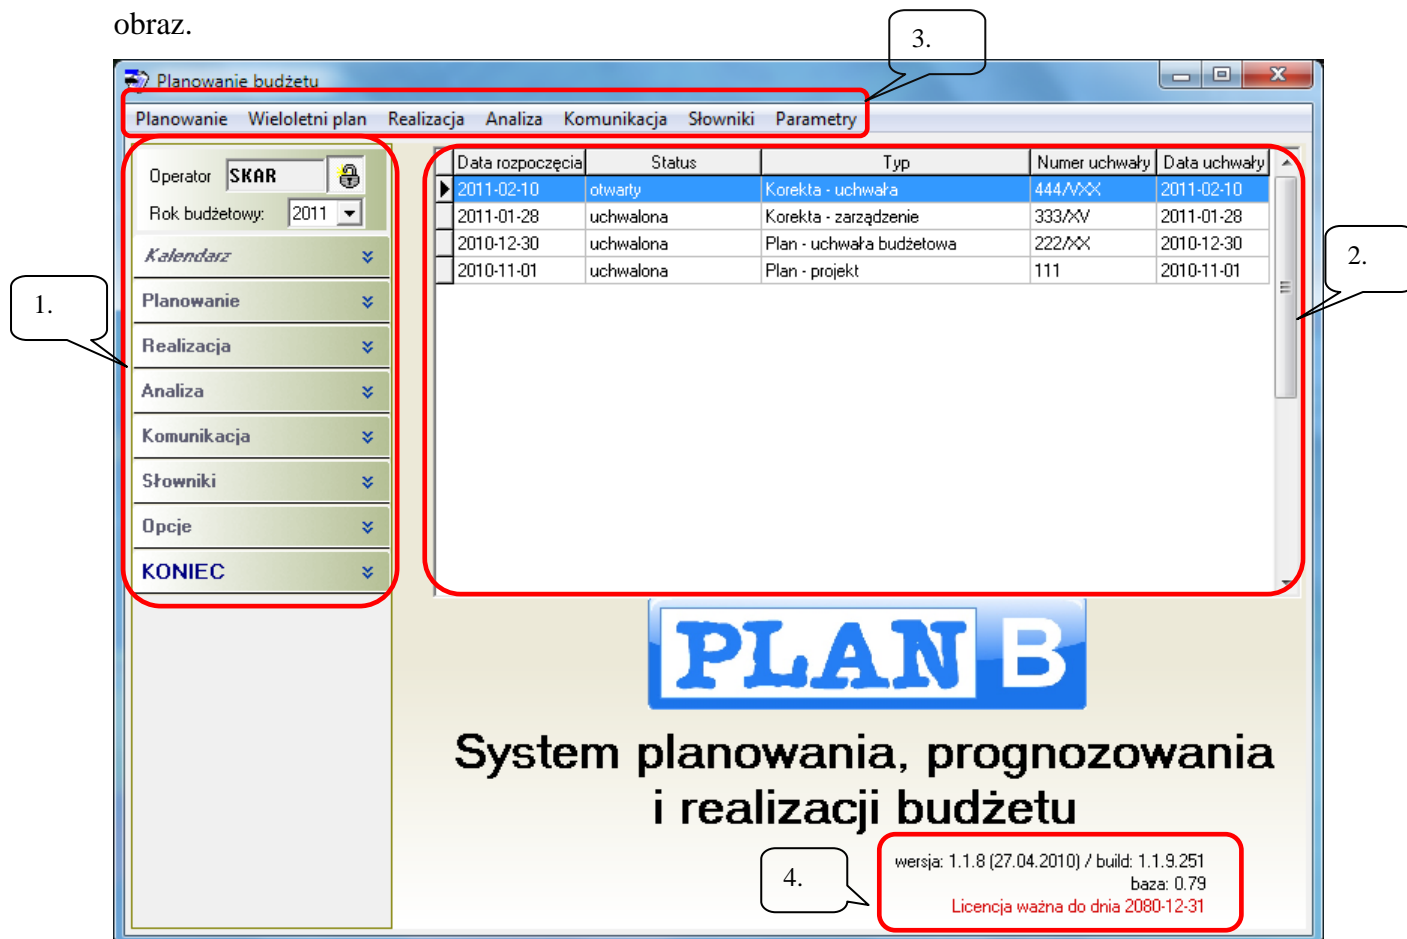 obraz.
3.
Planowanie budżetu
Planowanie Wieloletni plan Realizacja Analiza Komunikacja Słowniki Parametry
Operator SKAR
Rok budżetowy: 2011
Kalendarz
Planowanie
Realizacja
Analiza
Komunikacja
Słowniki
Opcje
KONIEC
1.
Data rozpoczęcia Status Typ Numer uchwały Data uchwały
2011-02-10 otwarty Korekta - uchwała 444/V/XX 2011-02-10
2011-01-28 uchwalona Korekta - zarządzenie 333/XV 2011-01-28
2010-12-30 uchwalona Plan - uchwała budżetowa 222/XX 2010-12-30
2010-11-01 uchwalona Plan - projekt 111 2010-11-01
2.
PLAN B
System planowania, prognozowania
i realizacji budżetu
4.
wersja: 1.1.8 (27.04.2010) / build: 1.1.9.251
baza: 0.79
Licencja ważna do dnia 2080-12-31